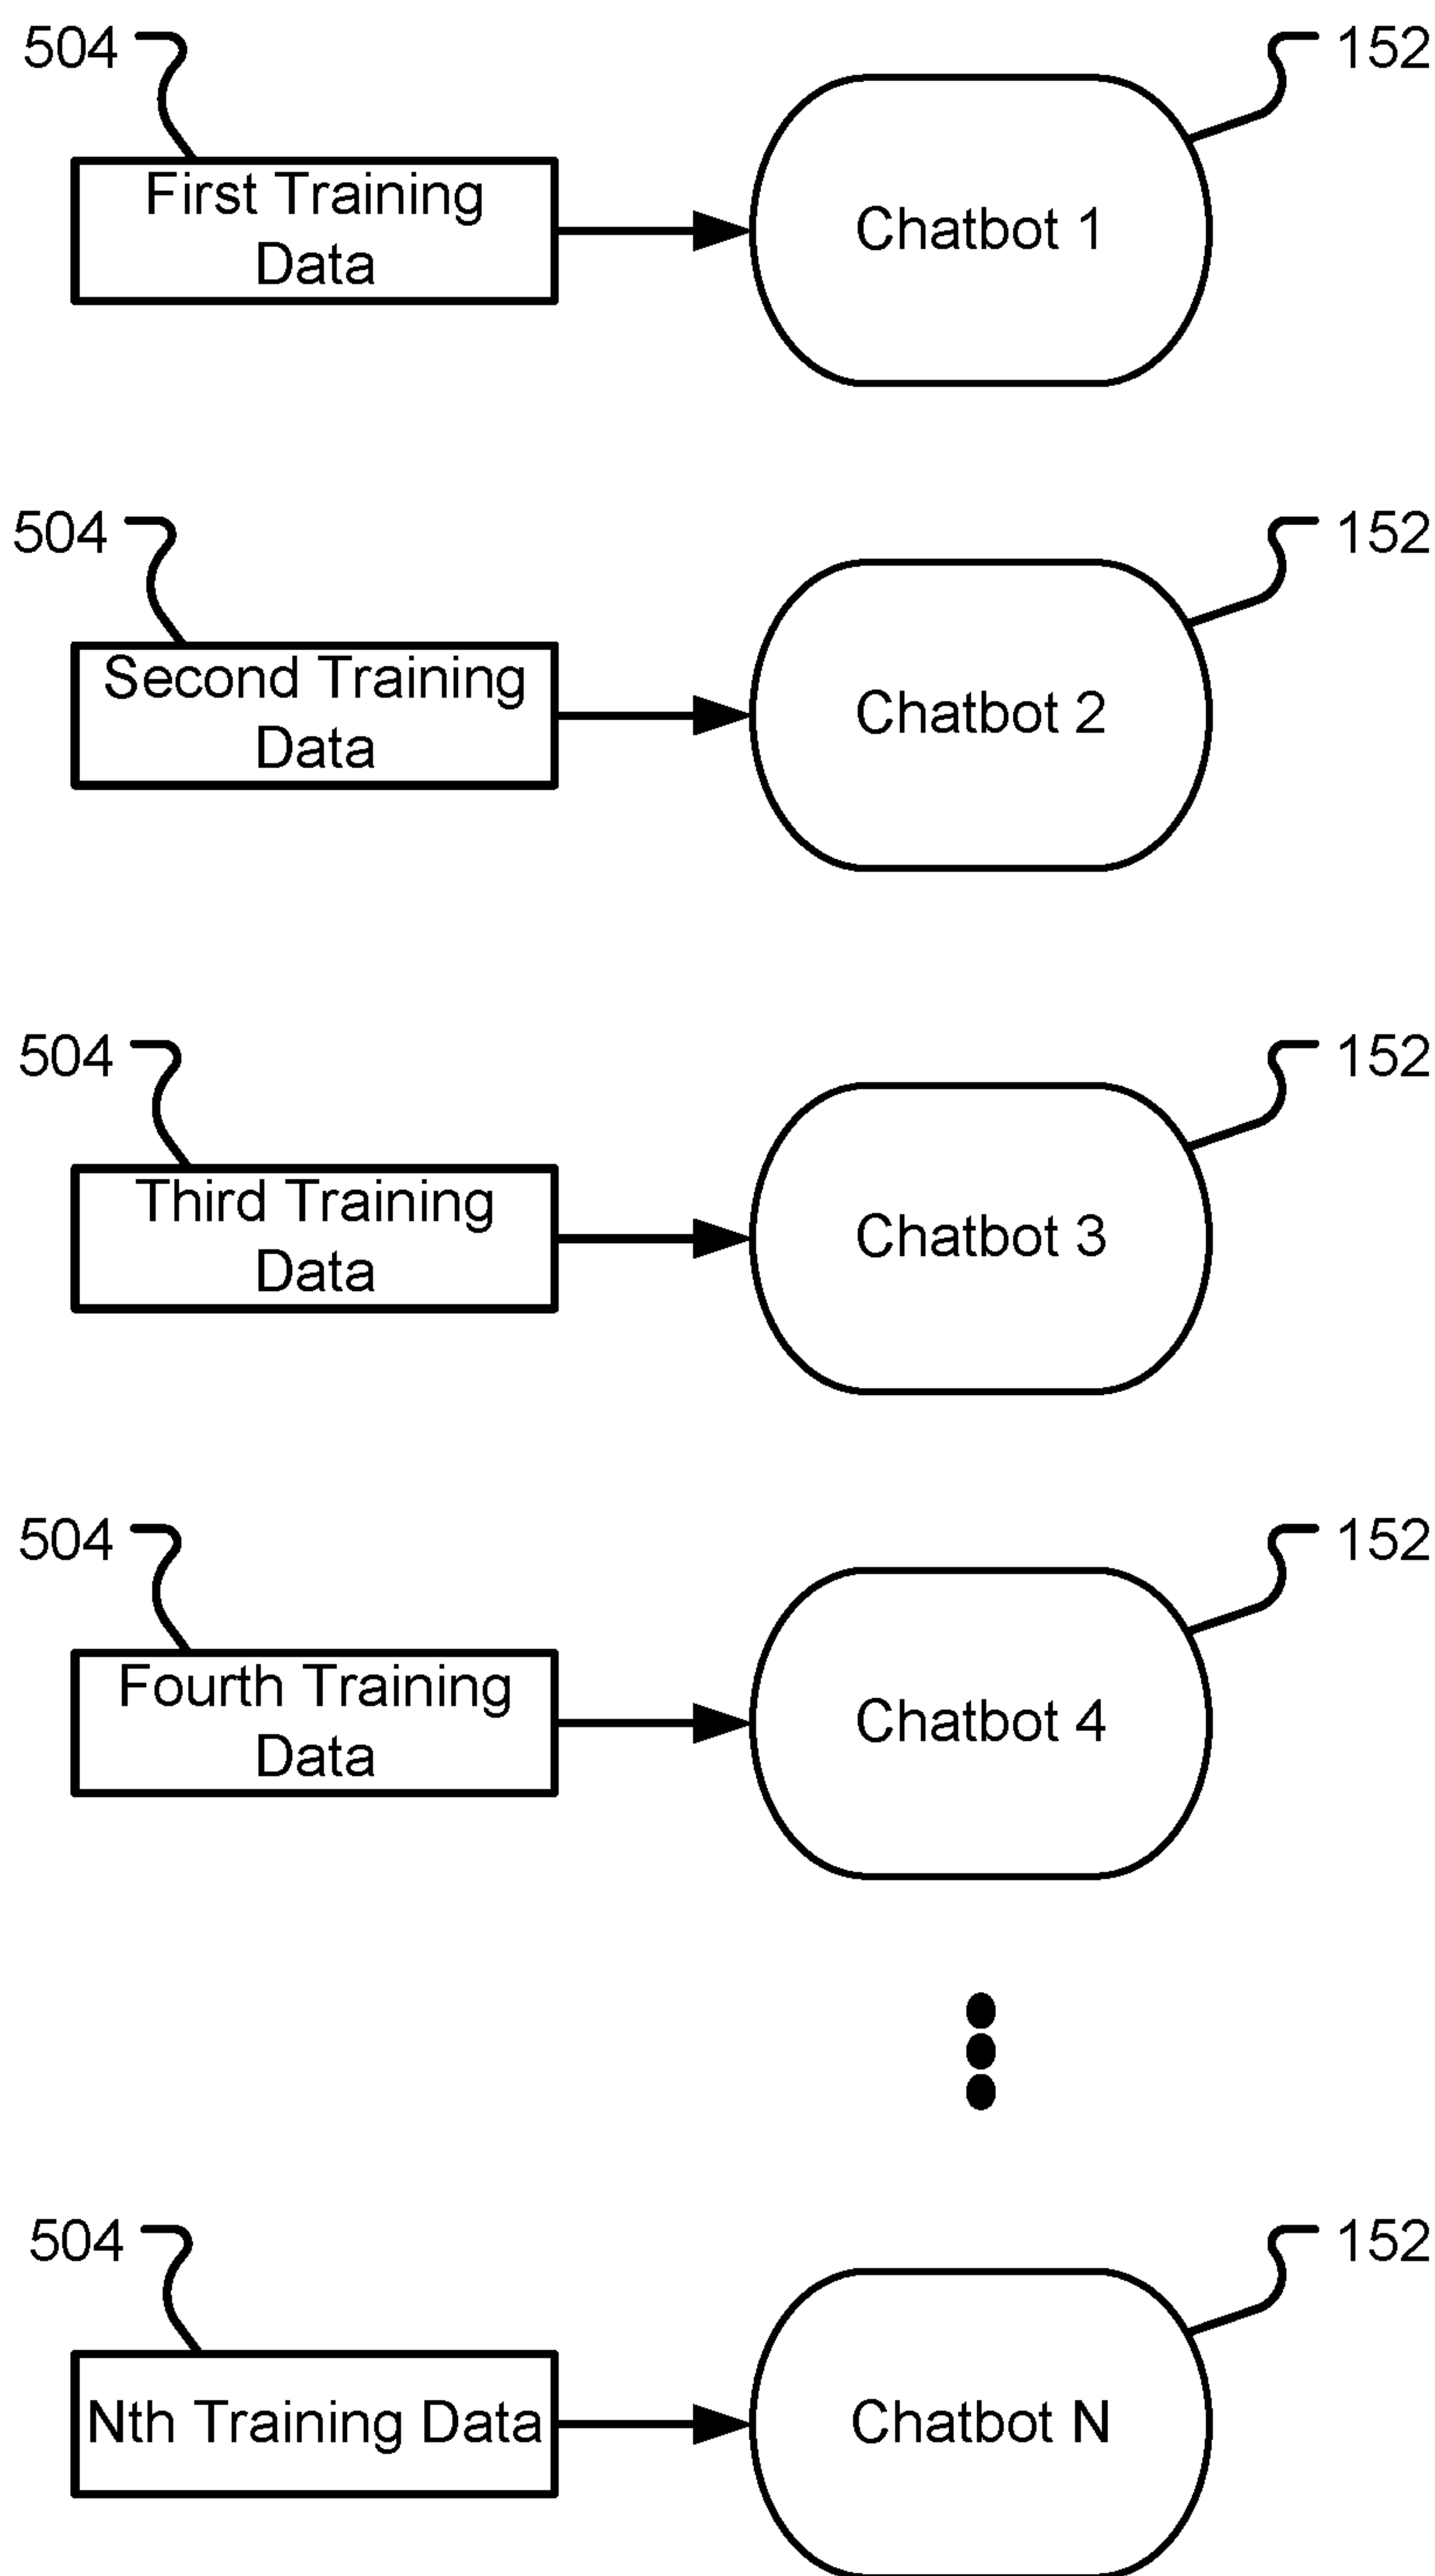 504
152
First Training
Data
Chatbot 1
504
152
Second Training
Data
Chatbot 2
504
152
Third Training
Data
Chatbot 3
504
152
Fourth Training
Data
Chatbot 4
504
152
Nth Training Data
Chatbot N